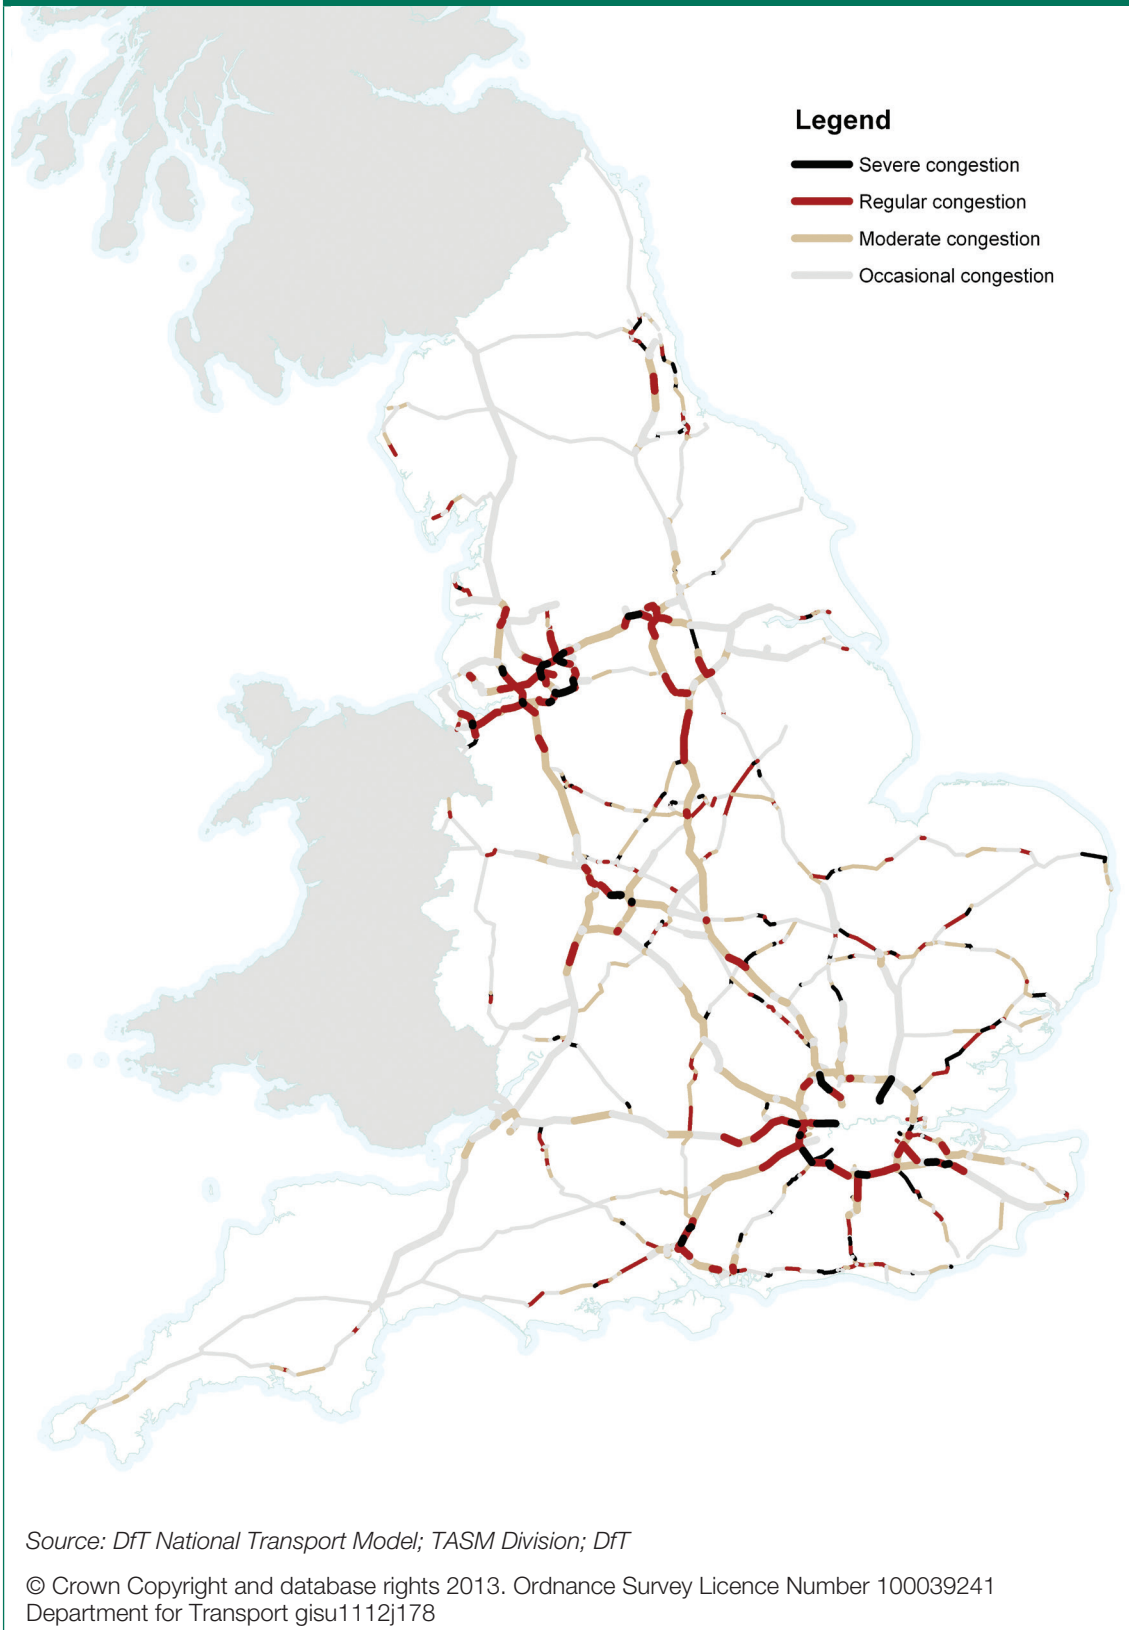 Legend
Severe congestion
Regular congestion
Moderate congestion
Occasional congestion
Source: DfT National Transport Model; TASM Division; DfT
© Crown Copyright and database rights 2013. Ordnance Survey Licence Number 100039241
Department for Transport gisu1112j178